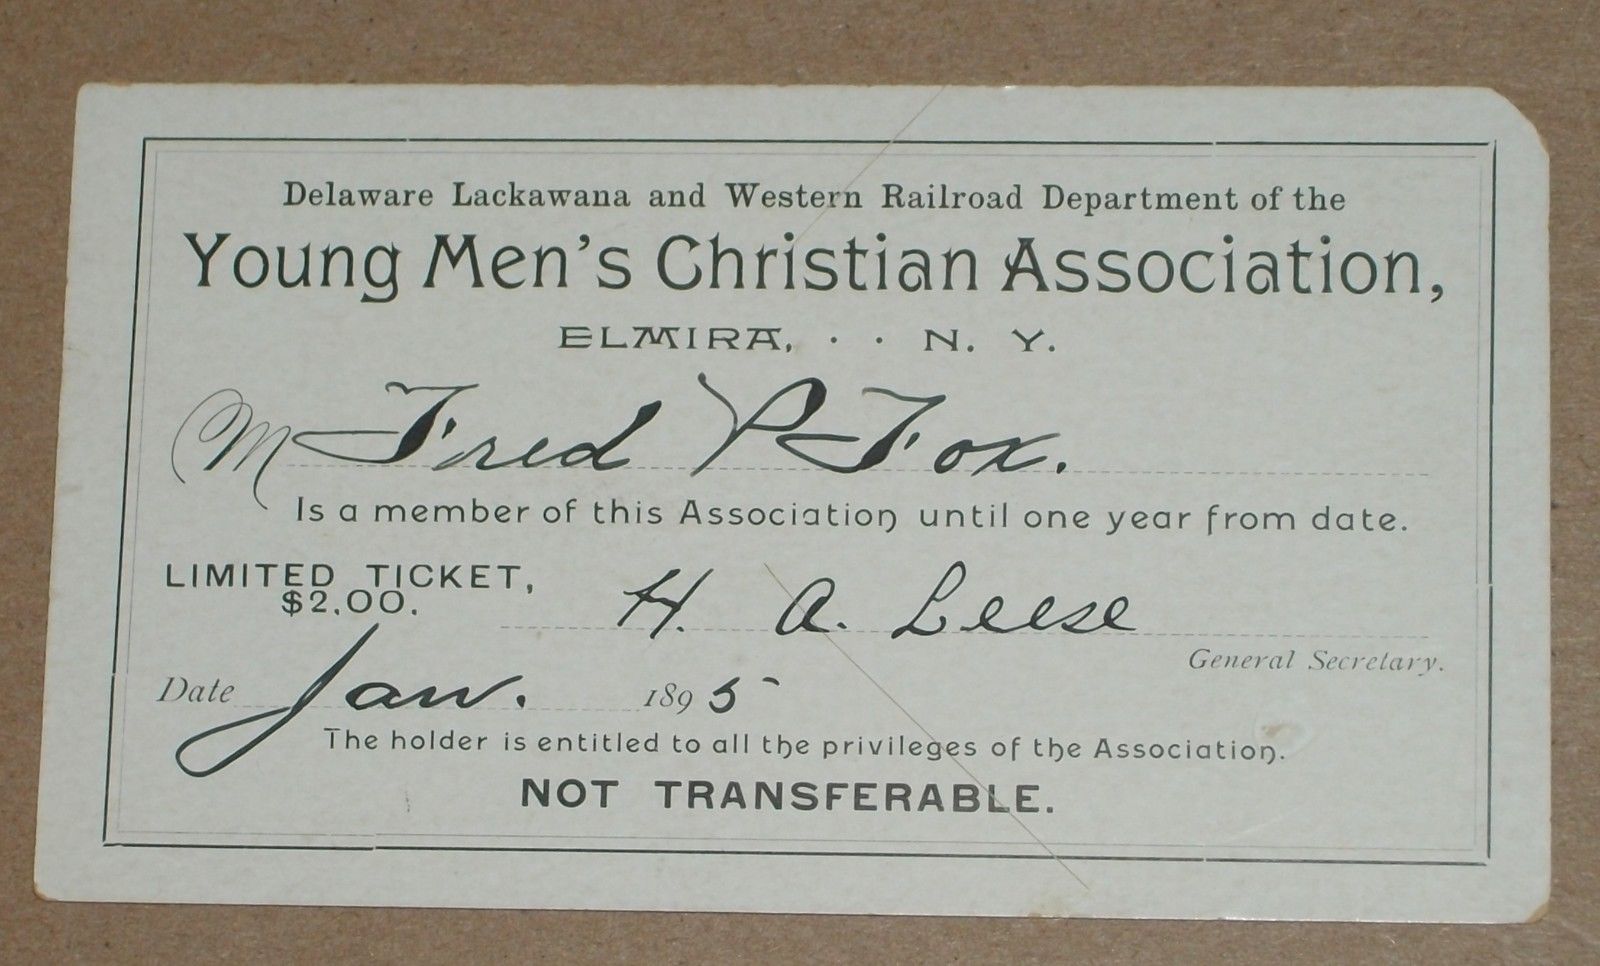 Delaware Lackawana and Western Railroad Department of the
Young Men's Christian Association,
ELMIRA, · · N. Y.
M Fred P Fox.
Is a member of this Association until one year from date.
LIMITED TICKET,
$2.00.
H. A. Leese
General Secretary.
Date Jan. 1895
The holder is entitled to all the privileges of the Association.
NOT TRANSFERABLE.